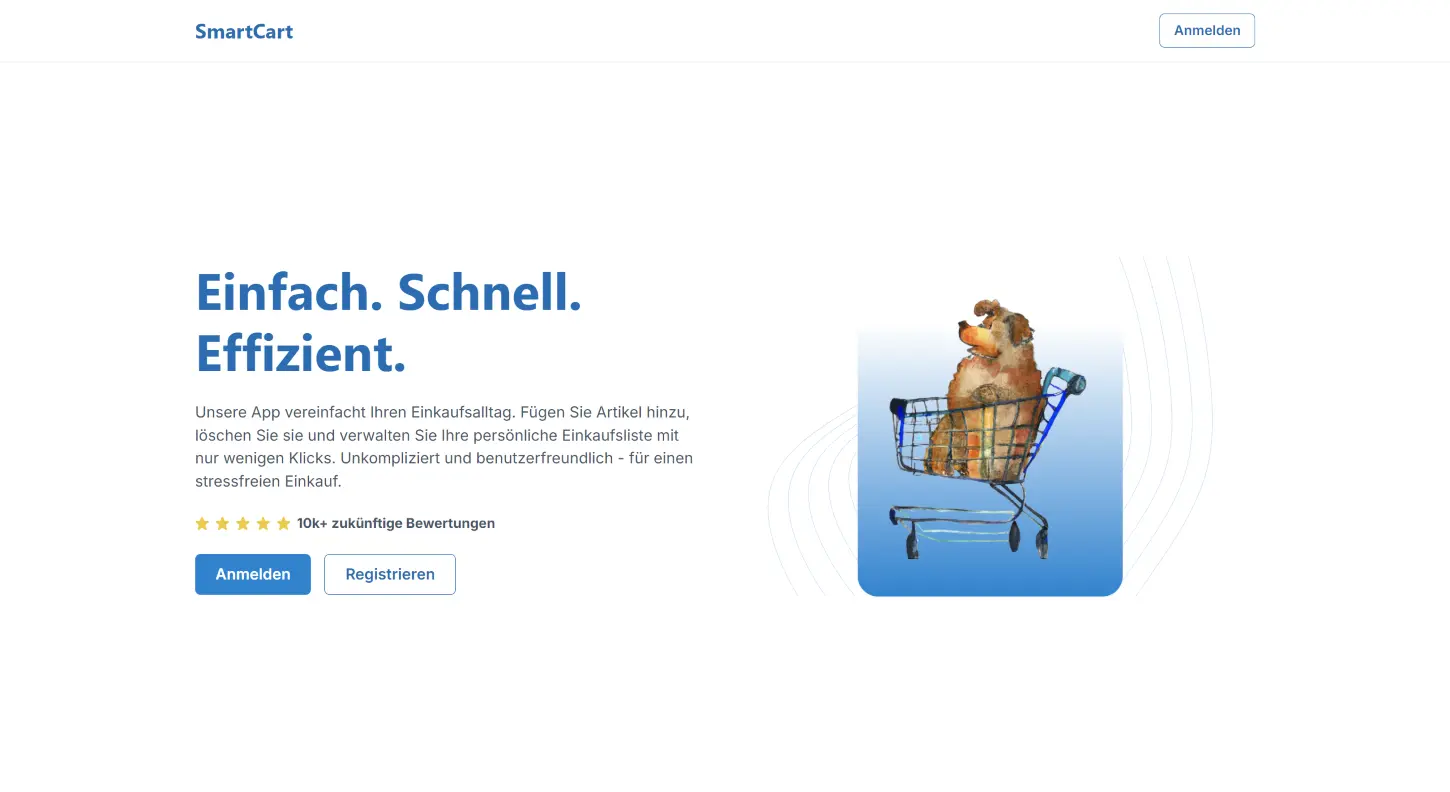 SmartCart
Anmelden
Einfach. Schnell.
Effizient.
Unsere App vereinfacht Ihren Einkaufsalltag. Fügen Sie Artikel hinzu,
löschen Sie sie und verwalten Sie Ihre persönliche Einkaufsliste mit
nur wenigen Klicks. Unkompliziert und benutzerfreundlich - für einen
stressfreien Einkauf.
10k+ zukünftige Bewertungen
Anmelden
Registrieren